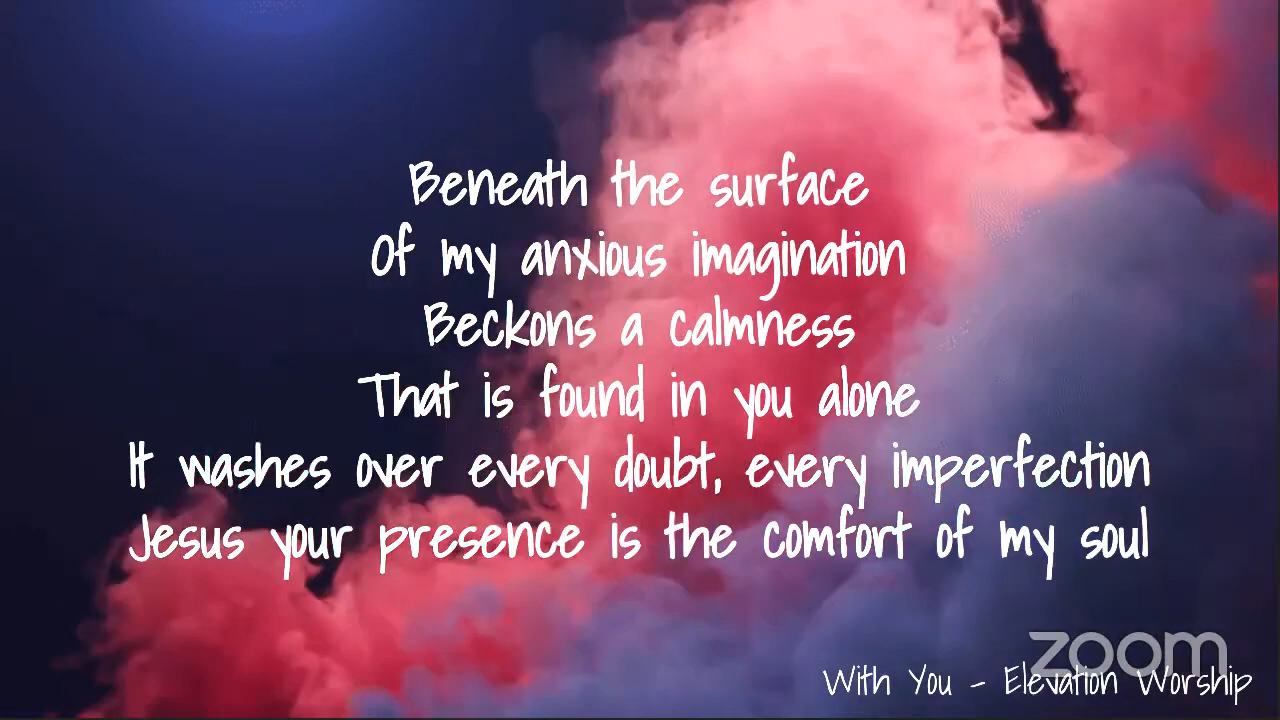 Beneath the surface
Of my anxious imagination
Beckons a calmness
That is found in you alone
It washes over every doubt, every imperfection
Jesus your presence is the comfort of my soul
zoom
With You - Elevation Worship